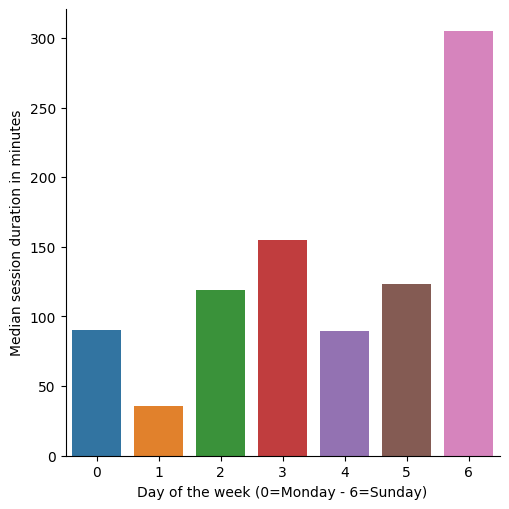 300
250
200
150
100
50
0
Median session duration in minutes
0 1 2 3 4 5 6
Day of the week (0=Monday - 6=Sunday)